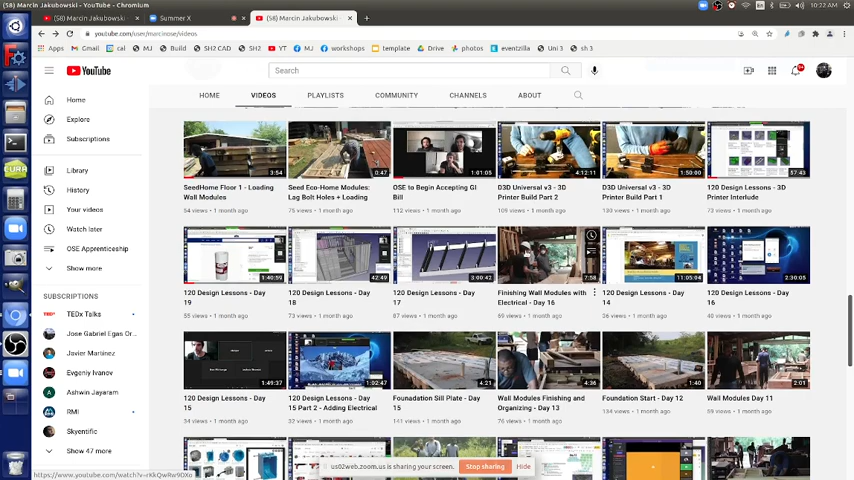 (58) Marcin Jakubowski - YouTube - Chromium
10:22 AM
(58) Marcin Jakubowski -
Summer X
(58) Marcin Jakubowski -
youtube.com/user/marcinose/videos
Apps Gmail cal MJ Build SH2 CAD SH2 YT MJ workshops template Drive photos eventzilla Uni 3 sh 3
YouTube
Search
Home
Explore
Subscriptions
Library
History
Your videos
Watch later
OSE Apprenticeship
Show more
SUBSCRIPTIONS
TEDx Talks
Jose Gabriel Egas Or...
Javier Martinez
Evgeniy Ivanov
Ashwin Jayaram
RMI
Skyentific
Show 47 more
HOME VIDEOS PLAYLISTS COMMUNITY CHANNELS ABOUT
3:54 0:47 1:01:05 4:12:11 1:50:00 57:43
SeedHome Floor 1 - Loading
Wall Modules
54 views • 1 month ago
Seed Eco-Home Modules:
Lag Bolt Holes + Loading
75 views • 1 month ago
OSE to Begin Accepting GI
Bill
112 views • 1 month ago
D3D Universal v3 - 3D
Printer Build Part 2
109 views • 1 month ago
D3D Universal v3 - 3D
Printer Build Part 1
1 month ago
120 Design Lessons - 3D
Printer Interlude
73 views • 1 month ago
1:40:59 42:49 3:00:42 7:58 11:05:04 2:30:05
120 Design Lessons - Day
19
55 views • 1 month ago
120 Design Lessons - Day
18
1 month ago
120 Design Lessons - Day
17
87 views • 1 month ago
Finishing Wall Modules with
Electrical - Day 16
69 views • 1 month ago
120 Design Lessons - Day
14
36 views • 1 month ago
120 Design Lessons - Day
16
40 views • 1 month ago
1:49:37 1:02:47 4:21 4:36 1:40 2:01
120 Design Lessons - Day
15
34 views • 1 month ago
120 Design Lessons - Day
15 Part 2 - Adding Electrical
32 views • 1 month ago
Foundation Sill Plate - Day
15
141 views • 1 month ago
Wall Modules Finishing and
Organizing - Day 13
76 views • 1 month ago
Foundation Start - Day 12
1 month ago
Wall Modules Day 11
1 month ago
us02web.zoom.us is sharing your screen. Stop sharing Hide